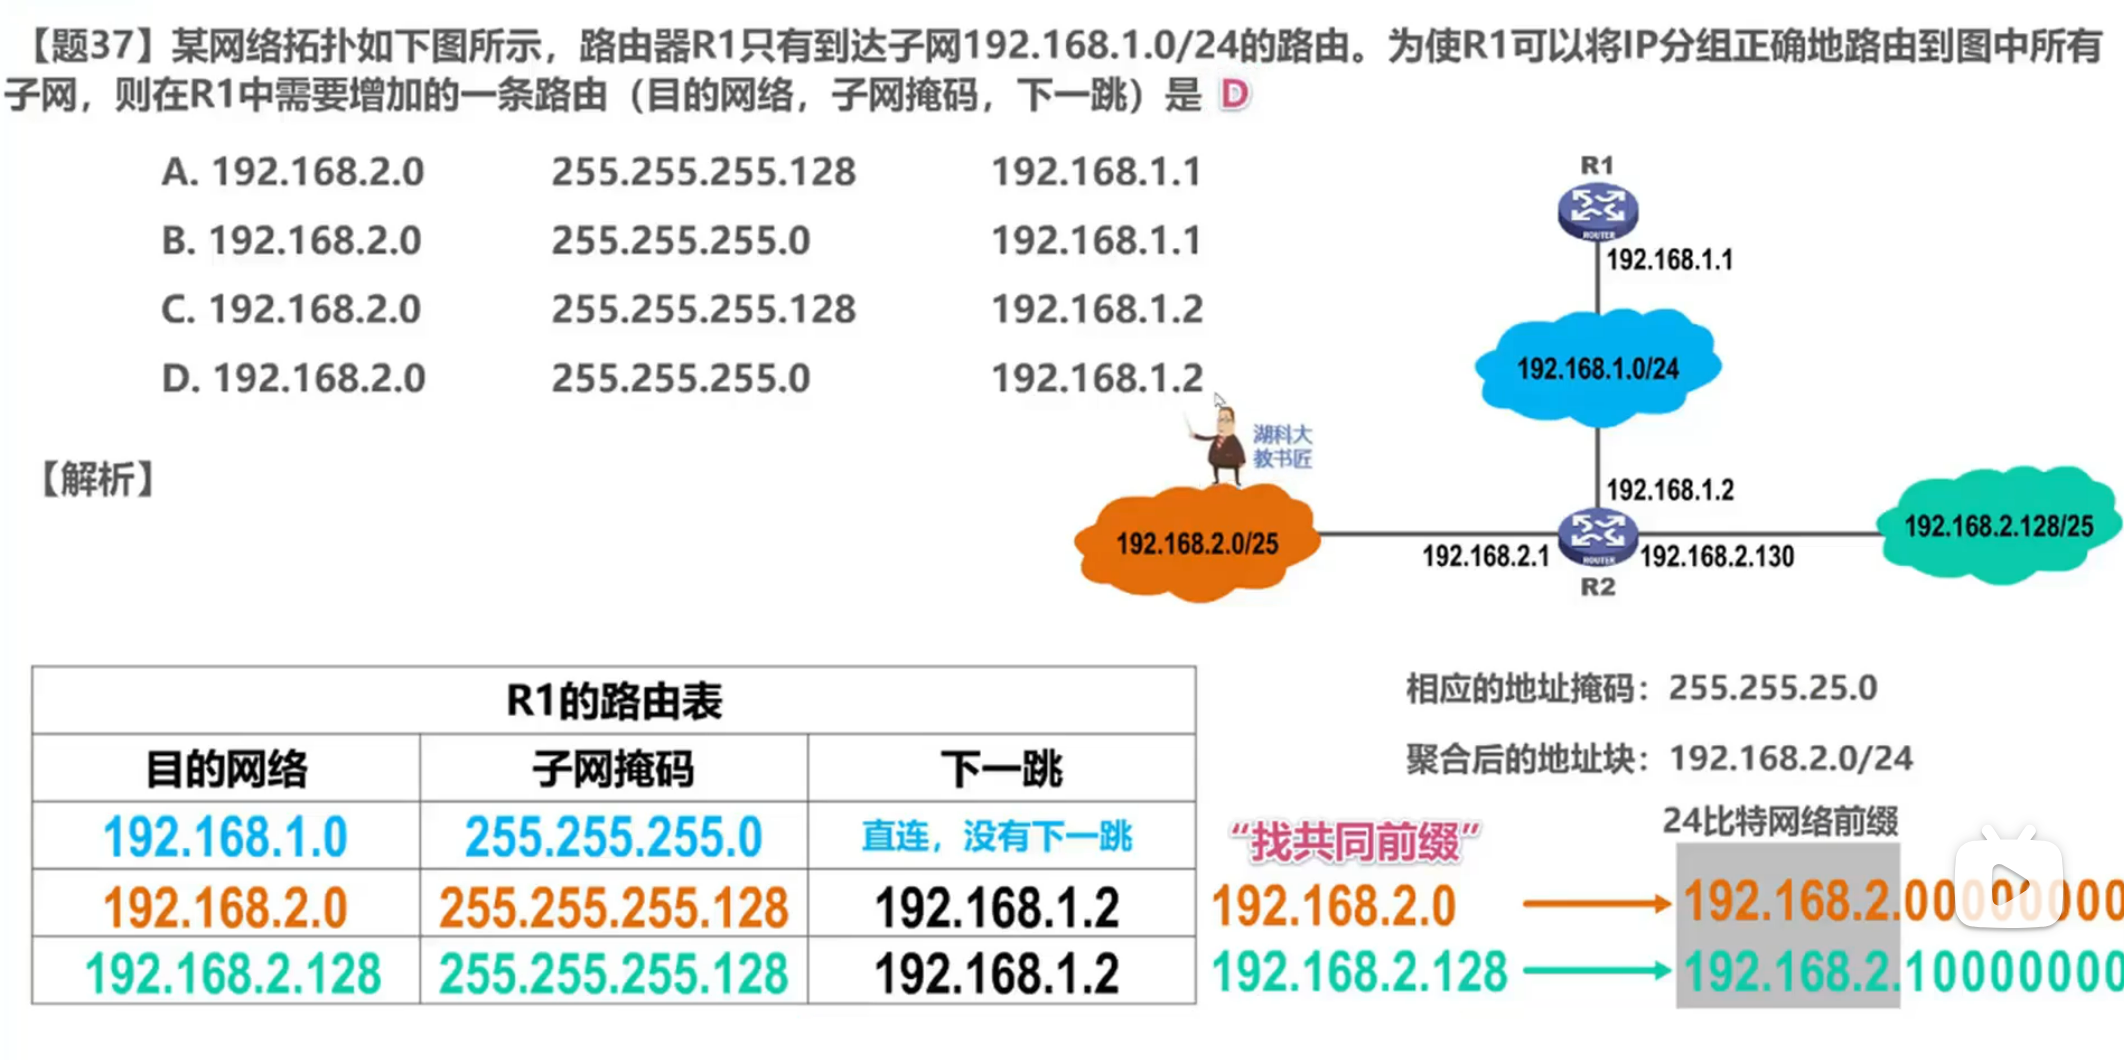 【题37】某网络拓扑如下图所示，路由器R1只有到达子网192.168.1.0/24的路由。为使R1可以将IP分组正确地路由到图中所有
子网，则在R1中需要增加的一条路由（目的网络，子网掩码，下一跳）是 D
A. 192.168.2.0 255.255.255.128 192.168.1.1
B. 192.168.2.0 255.255.255.0 192.168.1.1
C. 192.168.2.0 255.255.255.128 192.168.1.2
D. 192.168.2.0 255.255.255.0 192.168.1.2
R1
ROUTER
192.168.1.1
192.168.1.0/24
湖科大
教书匠
【解析】
192.168.1.2
192.168.2.0/25
192.168.2.128/25
192.168.2.1
ROUTER
192.168.2.130
R2
R1的路由表
目的网络 子网掩码 下一跳
192.168.1.0 255.255.255.0 直连，没有下一跳
192.168.2.0 255.255.255.128 192.168.1.2
192.168.2.128 255.255.255.128 192.168.1.2
相应的地址掩码：255.255.25.0
聚合后的地址块：192.168.2.0/24
24比特网络前缀
“找共同前缀”
192.168.2.0 192.168.2.00000000
192.168.2.128 192.168.2.10000000